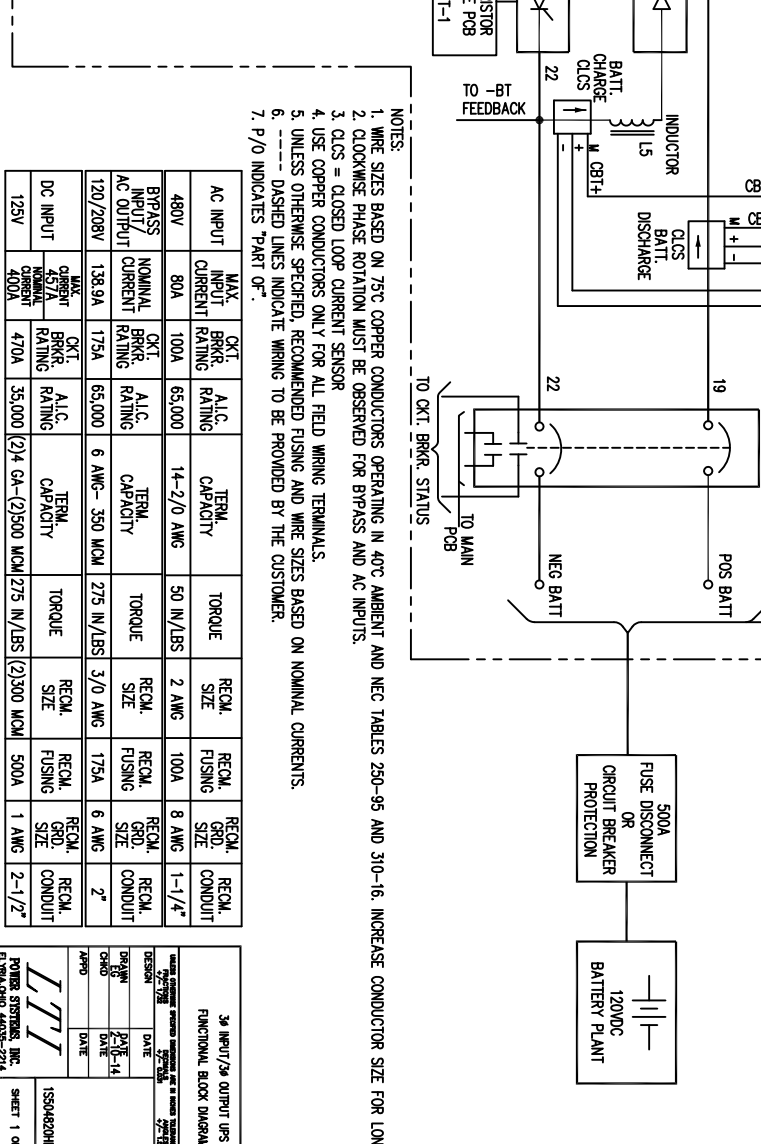 TO -BT
FEEDBACK
22
BATT.
CHARGE
CLCS
INDUCTOR
L5
M
+
-
CBT+
CLCS
BATT.
DISCHARGE
M
+
-
22
19
TO CKT. BRKR. STATUS
TO MAIN
PCB
NEG BATT
POS BATT
500A
FUSE DISCONNECT
OR
CIRCUIT BREAKER
PROTECTION
120VDC
BATTERY PLANT
NOTES:
1. WIRE SIZES BASED ON 75°C COPPER CONDUCTORS OPERATING IN 40°C AMBIENT AND NEC TABLES 250-95 AND 310-16. INCREASE CONDUCTOR SIZE FOR LON
2. CLOCKWISE PHASE ROTATION MUST BE OBSERVED FOR BYPASS AND AC INPUTS.
3. CLCS = CLOSED LOOP CURRENT SENSOR
4. USE COPPER CONDUCTORS ONLY FOR ALL FIELD WIRING TERMINALS.
5. UNLESS OTHERWISE SPECIFIED, RECOMMENDED FUSING AND WIRE SIZES BASED ON NOMINAL CURRENTS.
6. ---- DASHED LINES INDICATE WIRING TO BE PROVIDED BY THE CUSTOMER.
7. P/O INDICATES "PART OF".
AC INPUT
MAX.
INPUT
CURRENT
CKT.
BRKR.
RATING
A.I.C.
RATING
TERM.
CAPACITY
TORQUE
RECM.
SIZE
RECM.
FUSING
RECM.
GRD.
SIZE
RECM.
CONDUIT
480V
80A
100A
65,000
14-2/0 AWG
50 IN/LBS
2 AWG
100A
8 AWG
1-1/4"
BYPASS
INPUT/
AC OUTPUT
NOMINAL
CURRENT
CKT.
BRKR.
RATING
A.I.C.
RATING
TERM.
CAPACITY
TORQUE
RECM.
SIZE
RECM.
FUSING
RECM.
GRD.
SIZE
RECM.
CONDUIT
120/208V
138.9A
175A
65,000
6 AWG- 350 MCM
275 IN/LBS
3/0 AWG
175A
6 AWG
2"
DC INPUT
MAX.
CURRENT
457A
NOMINAL
CURRENT
400A
CKT.
BRKR.
RATING
A.I.C.
RATING
TERM.
CAPACITY
TORQUE
RECM.
SIZE
RECM.
FUSING
RECM.
GRD.
SIZE
RECM.
CONDUIT
125V
470A
35,000
(2)4 GA-(2)500 MCM
275 IN/LBS
(2)300 MCM
500A
1 AWG
2-1/2"
3ø INPUT/3ø OUTPUT UPS
FUNCTIONAL BLOCK DIAGRAM
DESIGN
DATE
DRAWN
EG
DATE
2-10-14
CHKD
DATE
APPD
DATE
LTI
POWER SYSTEMS, INC.
ELYRIA, OHIO 44035-2214
SHEET 1